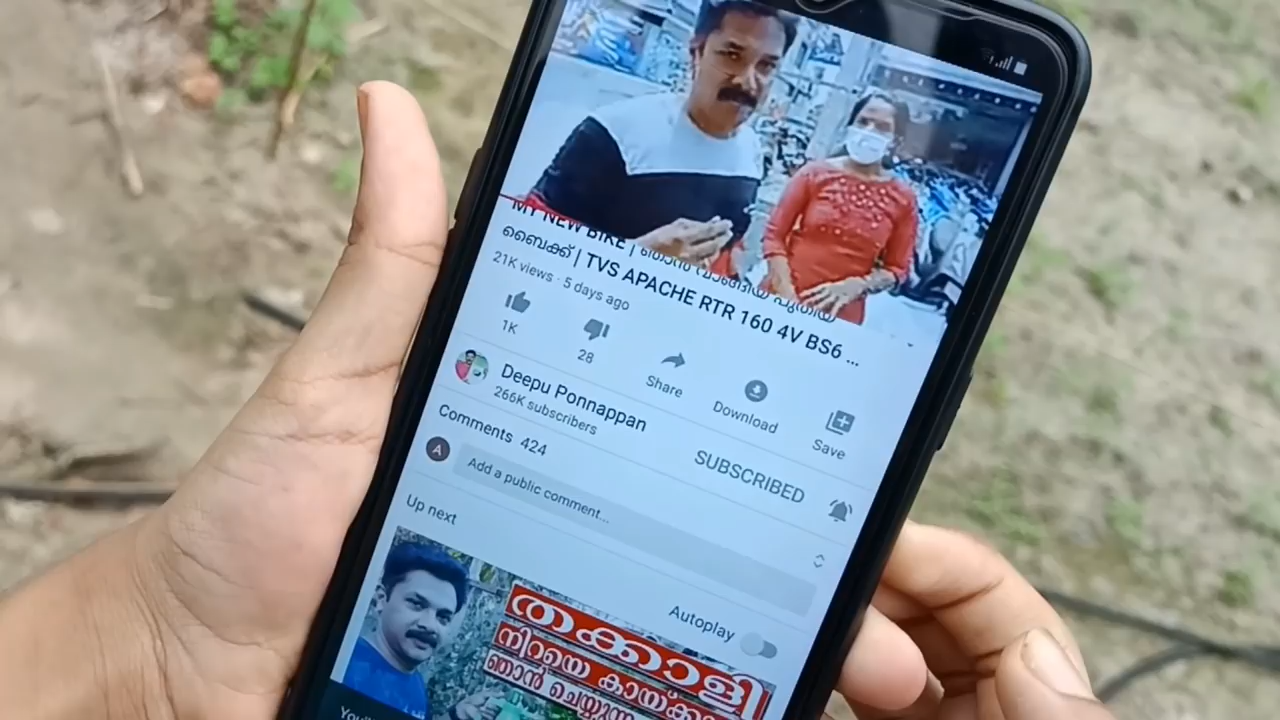 MY NEW BIKE | ഞാൻ വാങ്ങിയ പുതിയ
ബൈക്ക് | TVS APACHE RTR 160 4V BS6 ...
21K views · 5 days ago
1K
28
Share
Download
Save
Deepu Ponnappan
266K subscribers
SUBSCRIBED
Comments 424
A
Add a public comment...
Up next
Autoplay
തക്കാളി
നിറയെ
ഞാൻ